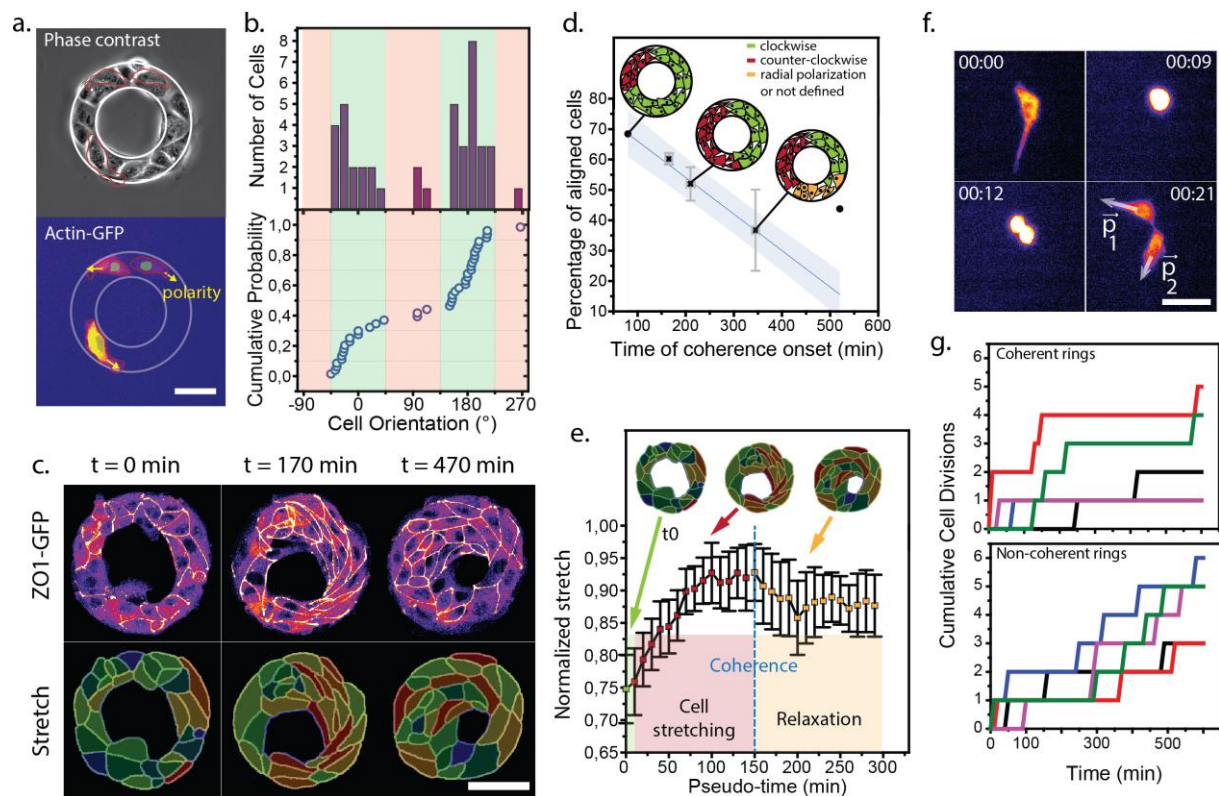 a.
Phase contrast
Actin-GFP
polarity
b.
Number of Cells
8
7
6
5
4
3
2
1
Cumulative Probability
1,0
0,8
0,6
0,4
0,2
0,0
-90 0 90 180 270
Cell Orientation (°)
c.
t = 0 min t = 170 min t = 470 min
ZO1-GFP
Stretch
d.
clockwise
counter-clockwise
radial polarization
or not defined
Percentage of aligned cells
80
70
60
50
40
30
20
10
100 200 300 400 500 600
Time of coherence onset (min)
e.
t0
Normalized stretch
1.00
0.95
0.90
0.85
0.80
0.75
0.70
0,65
Coherence
Cell
stretching
Relaxation
0 50 100 150 200 250 300
Pseudo-time (min)
f.
00:00 00:09
00:12 00:21
p1
p2
g.
Cumulative Cell Divisions
Coherent rings
6
5
4
3
2
1
0
Non-coherent rings
6
5
4
3
2
1
0
0 100 300 500
Time (min)